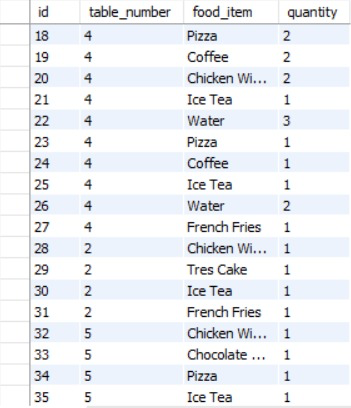 id table_number food_item quantity
18 4 Pizza 2
19 4 Coffee 2
20 4 Chicken Wi... 2
21 4 Ice Tea 1
22 4 Water 3
23 4 Pizza 1
24 4 Coffee 1
25 4 Ice Tea 1
26 4 Water 2
27 4 French Fries 1
28 2 Chicken Wi... 1
29 2 Tres Cake 1
30 2 Ice Tea 1
31 2 French Fries 1
32 5 Chicken Wi... 1
33 5 Chocolate ... 1
34 5 Pizza 1
35 5 Ice Tea 1